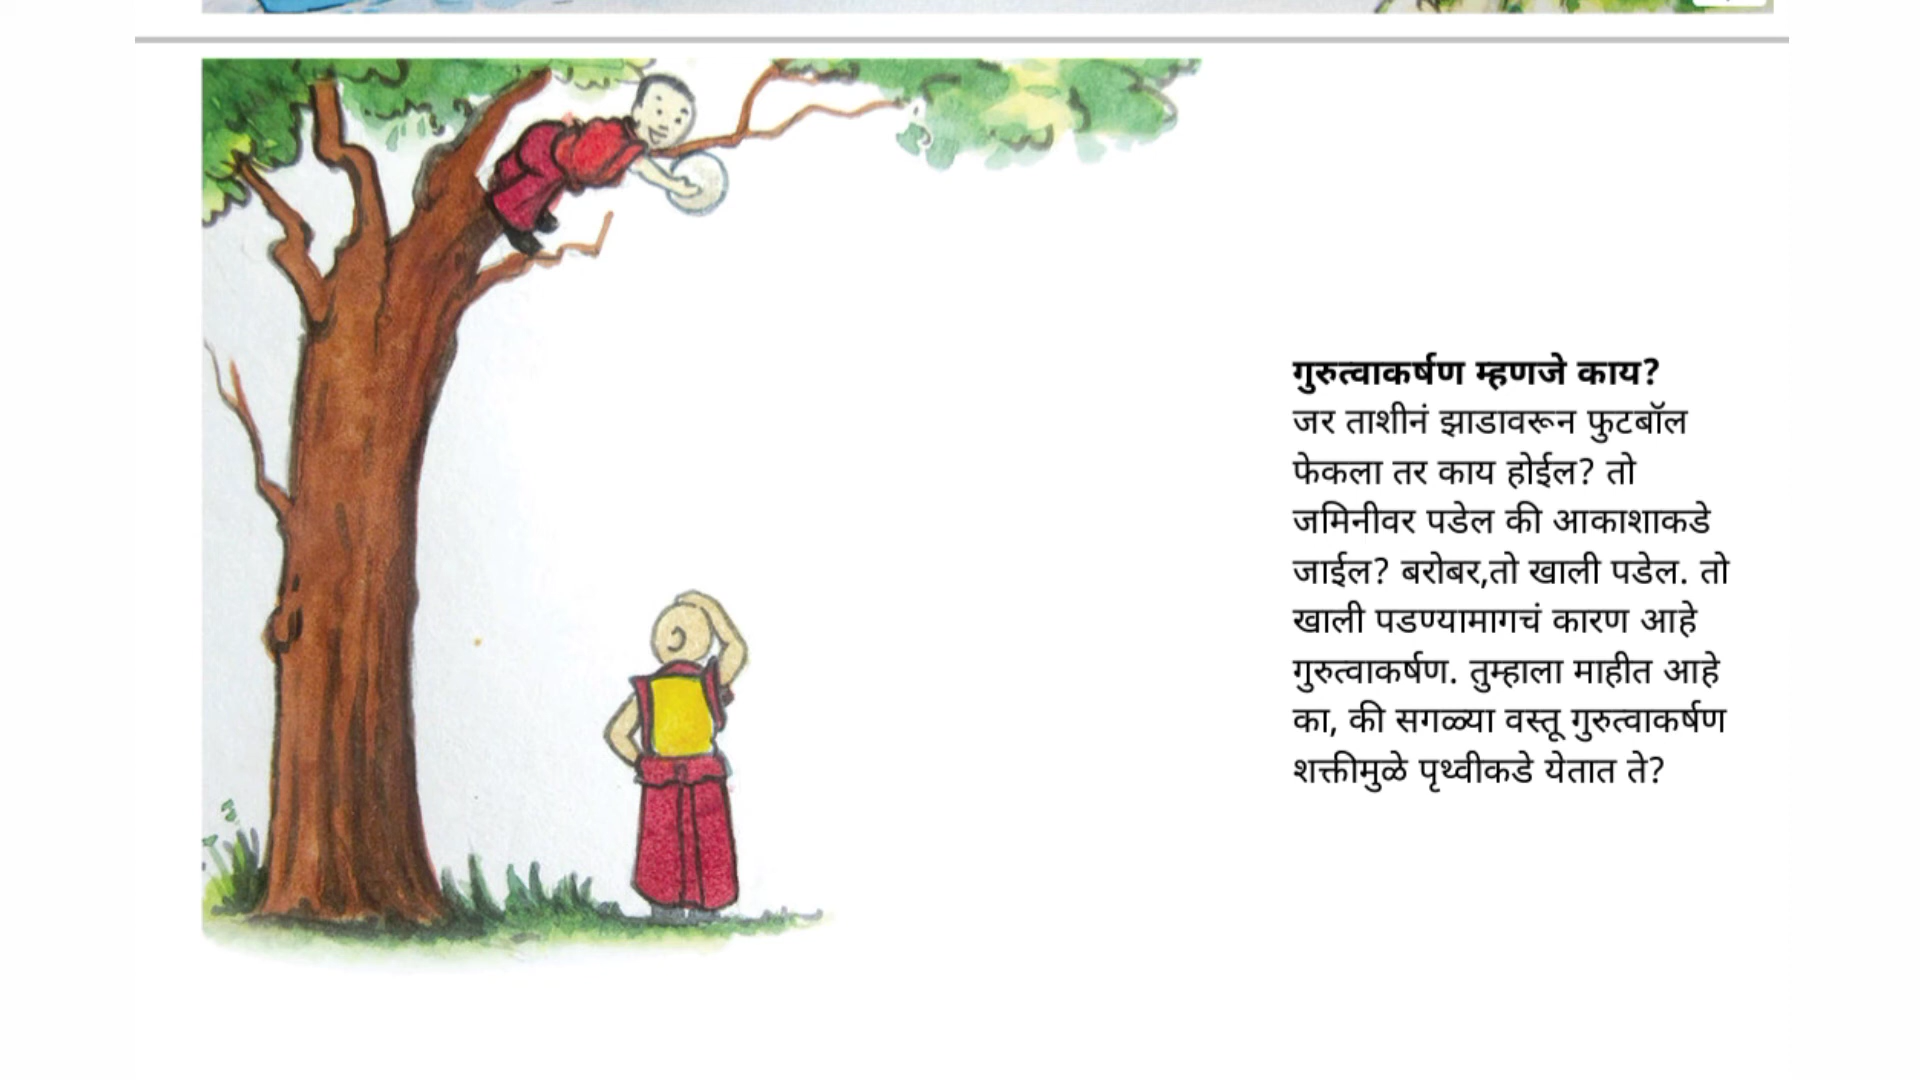 गुरुत्वाकर्षण म्हणजे काय?
जर ताशीनं झाडावरून फुटबॉल
फेकला तर काय होईल? तो
जमिनीवर पडेल की आकाशाकडे
जाईल? बरोबर,तो खाली पडेल. तो
खाली पडण्यामागचं कारण आहे
गुरुत्वाकर्षण. तुम्हाला माहीत आहे
का, की सगळ्या वस्तू गुरुत्वाकर्षण
शक्तीमुळे पृथ्वीकडे येतात ते?